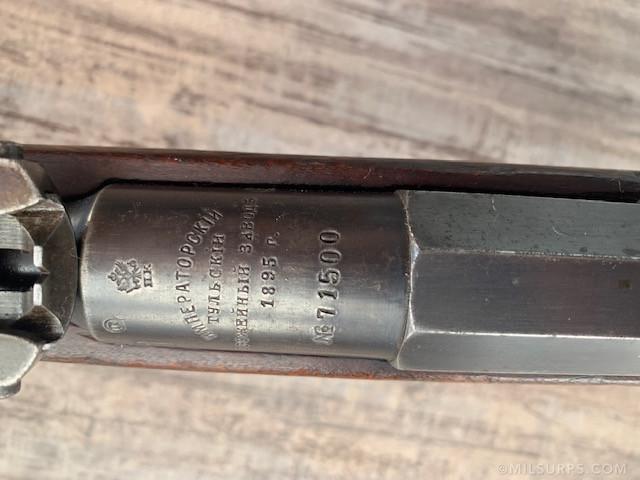 П.К.
ИМПЕРАТОРСКІЙ
ТУЛЬСКІЙ
ОРУЖЕЙНЫЙ ЗАВОДЪ
1895 г.
№ 71500
©MILSURPS.COM